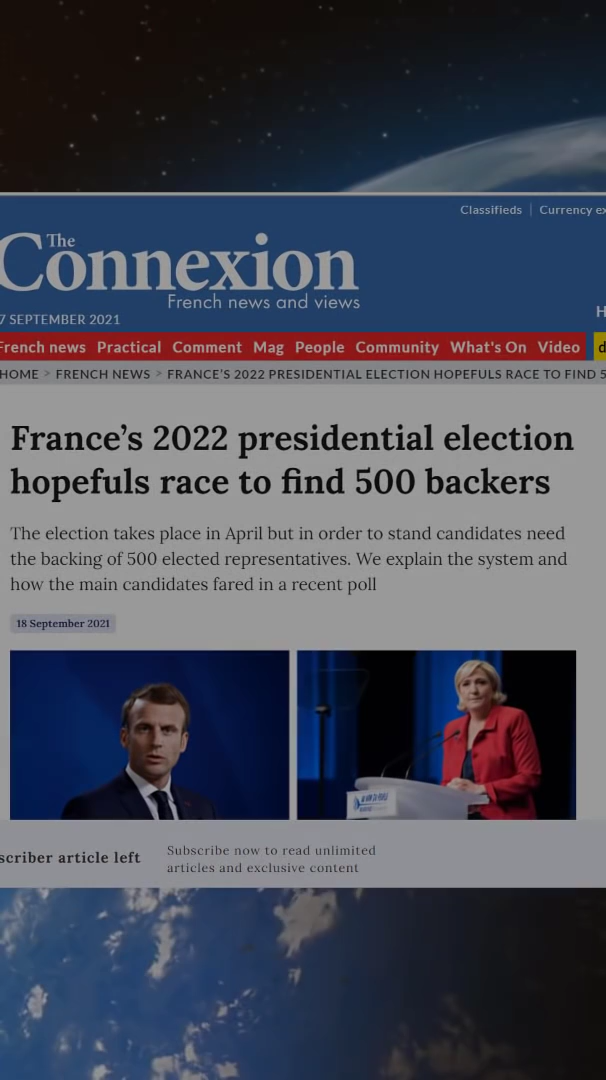 Classifieds | Currency ex
The
Connexion
French news and views
7 SEPTEMBER 2021
H
French news Practical Comment Mag People Community What's On Video d
HOME > FRENCH NEWS > FRANCE'S 2022 PRESIDENTIAL ELECTION HOPEFULS RACE TO FIND 5
France's 2022 presidential election
hopefuls race to find 500 backers
The election takes place in April but in order to stand candidates need
the backing of 500 elected representatives. We explain the system and
how the main candidates fared in a recent poll
18 September 2021
scriber article left
Subscribe now to read unlimited
articles and exclusive content